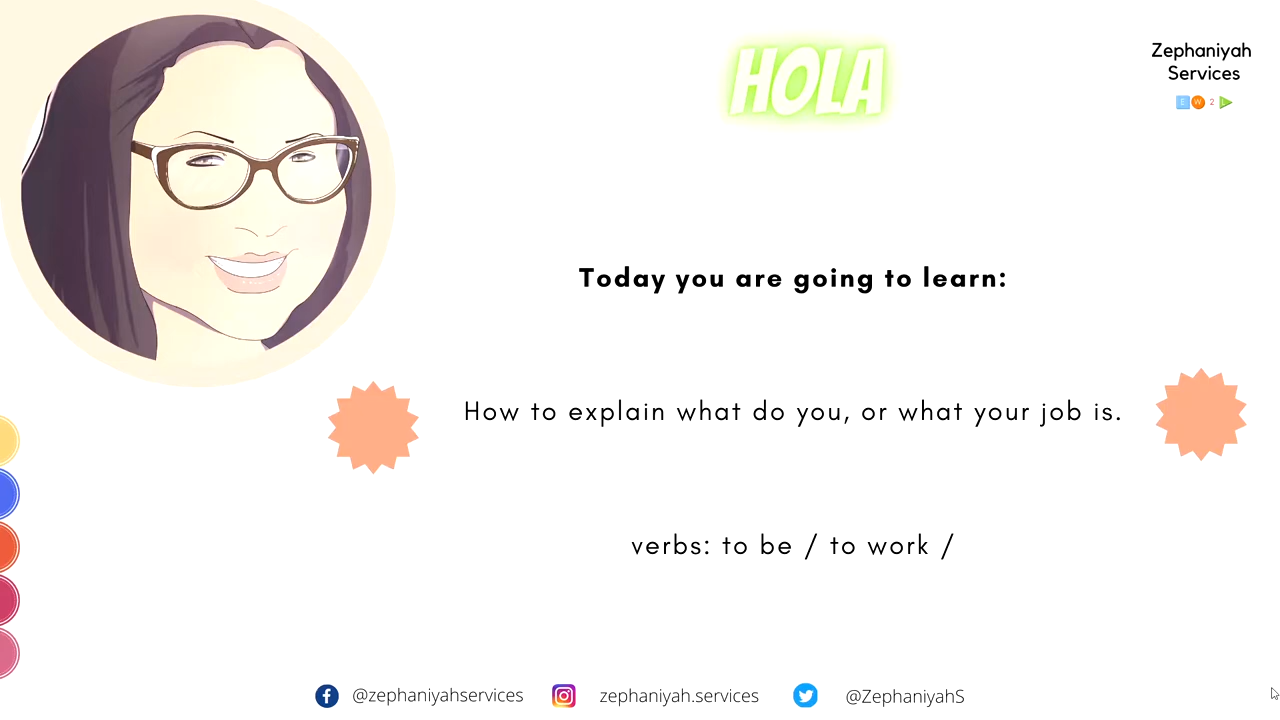 HOLA
Zephaniyah
Services
E W 2
Today you are going to learn:
How to explain what do you, or what your job is.
verbs: to be / to work /
@zephaniyahservices
zephaniyah.services
@ZephaniyahS